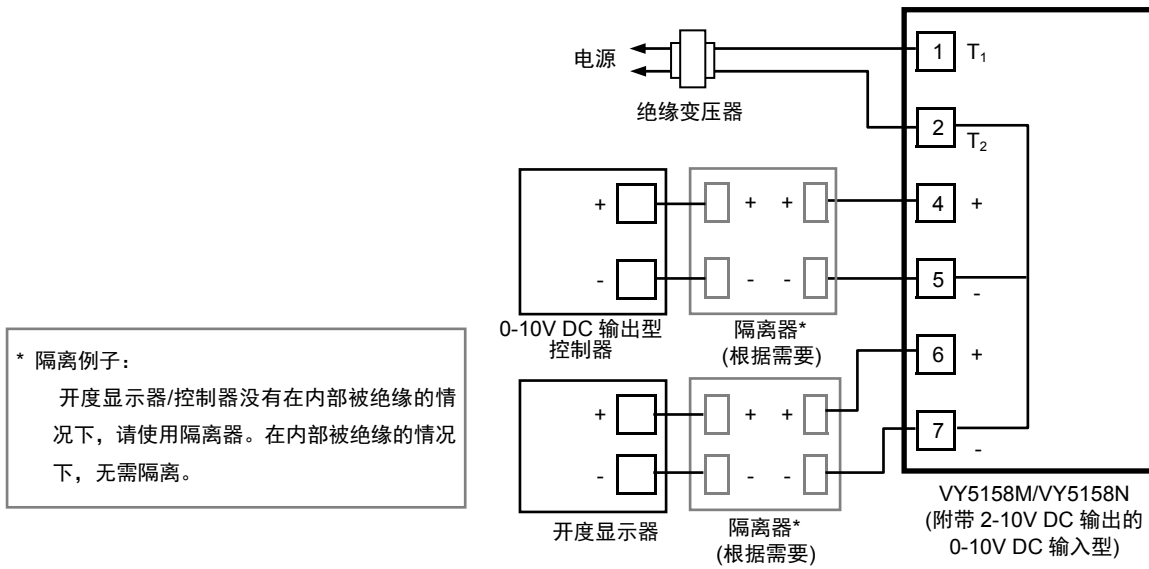 电源
绝缘变压器
1 T₁
2 T₂
+ + + 4 +
- - - 5 -
0-10V DC 输出型
控制器
隔离器*
(根据需要)
6 +
+ + +
7 -
- - -
开度显示器
隔离器*
(根据需要)
VY5158M/VY5158N
(附带 2-10V DC 输出的
0-10V DC 输入型)
* 隔离例子：
开度显示器/控制器没有在内部被绝缘的情
况下，请使用隔离器。在内部被绝缘的情况
下，无需隔离。